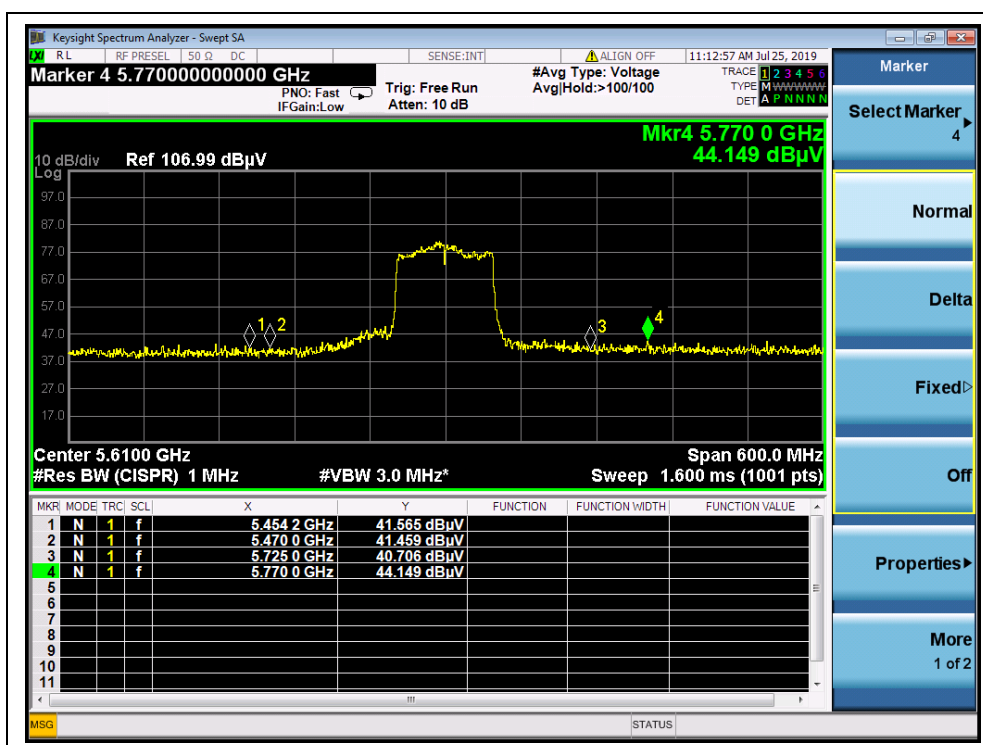 Keysight Spectrum Analyzer - Swept SA
LXI RL RF PRESEL 50 Ω DC SENSE:INT ALIGN OFF 11:12:57 AM Jul 25, 2019
Marker 4 5.770000000000 GHz
PNO: Fast
IFGain:Low
Trig: Free Run
Atten: 10 dB
#Avg Type: Voltage
Avg|Hold:>100/100
TRACE 1 2 3 4 5 6
TYPE M W W W W W
DET A P N N N N
Mkr4 5.770 0 GHz
44.149 dBµV
10 dB/div Ref 106.99 dBµV
Log
97.0
87.0
77.0
67.0
57.0
47.0
37.0
27.0
17.0
1 2 3 4
Center 5.6100 GHz Span 600.0 MHz
#Res BW (CISPR) 1 MHz #VBW 3.0 MHz* Sweep 1.600 ms (1001 pts)
MKR MODE TRC SCL X Y FUNCTION FUNCTION WIDTH FUNCTION VALUE
1 N 1 f 5.454 2 GHz 41.565 dBµV
2 N 1 f 5.470 0 GHz 41.459 dBµV
3 N 1 f 5.725 0 GHz 40.706 dBµV
4 N 1 f 5.770 0 GHz 44.149 dBµV
5
6
7
8
9
10
11
MSG STATUS
Marker
Select Marker
4
Normal
Delta
Fixed
Off
Properties
More
1 of 2